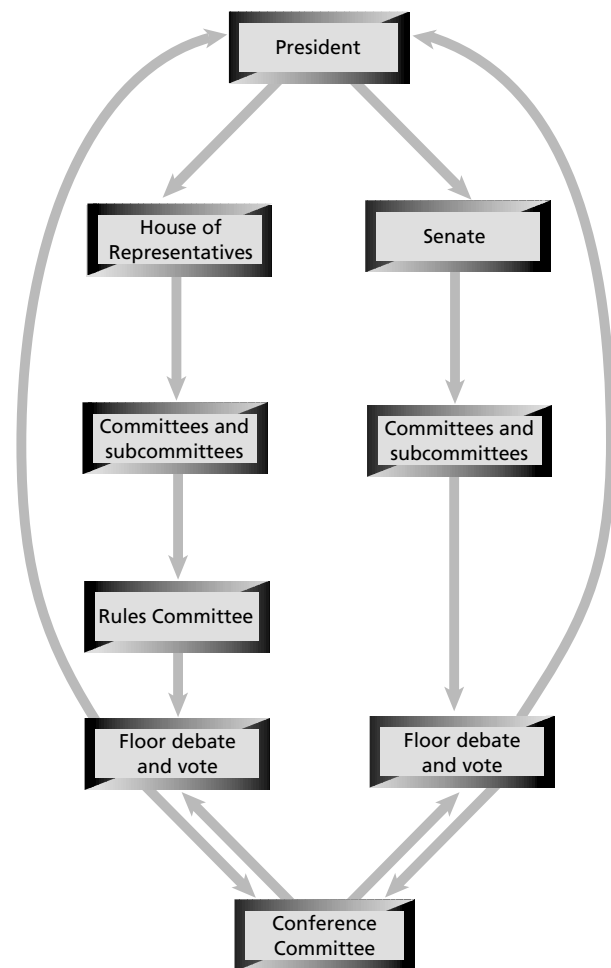 President
House of
Representatives
Senate
Committees and
subcommittees
Committees and
subcommittees
Rules Committee
Floor debate
and vote
Floor debate
and vote
Conference
Committee